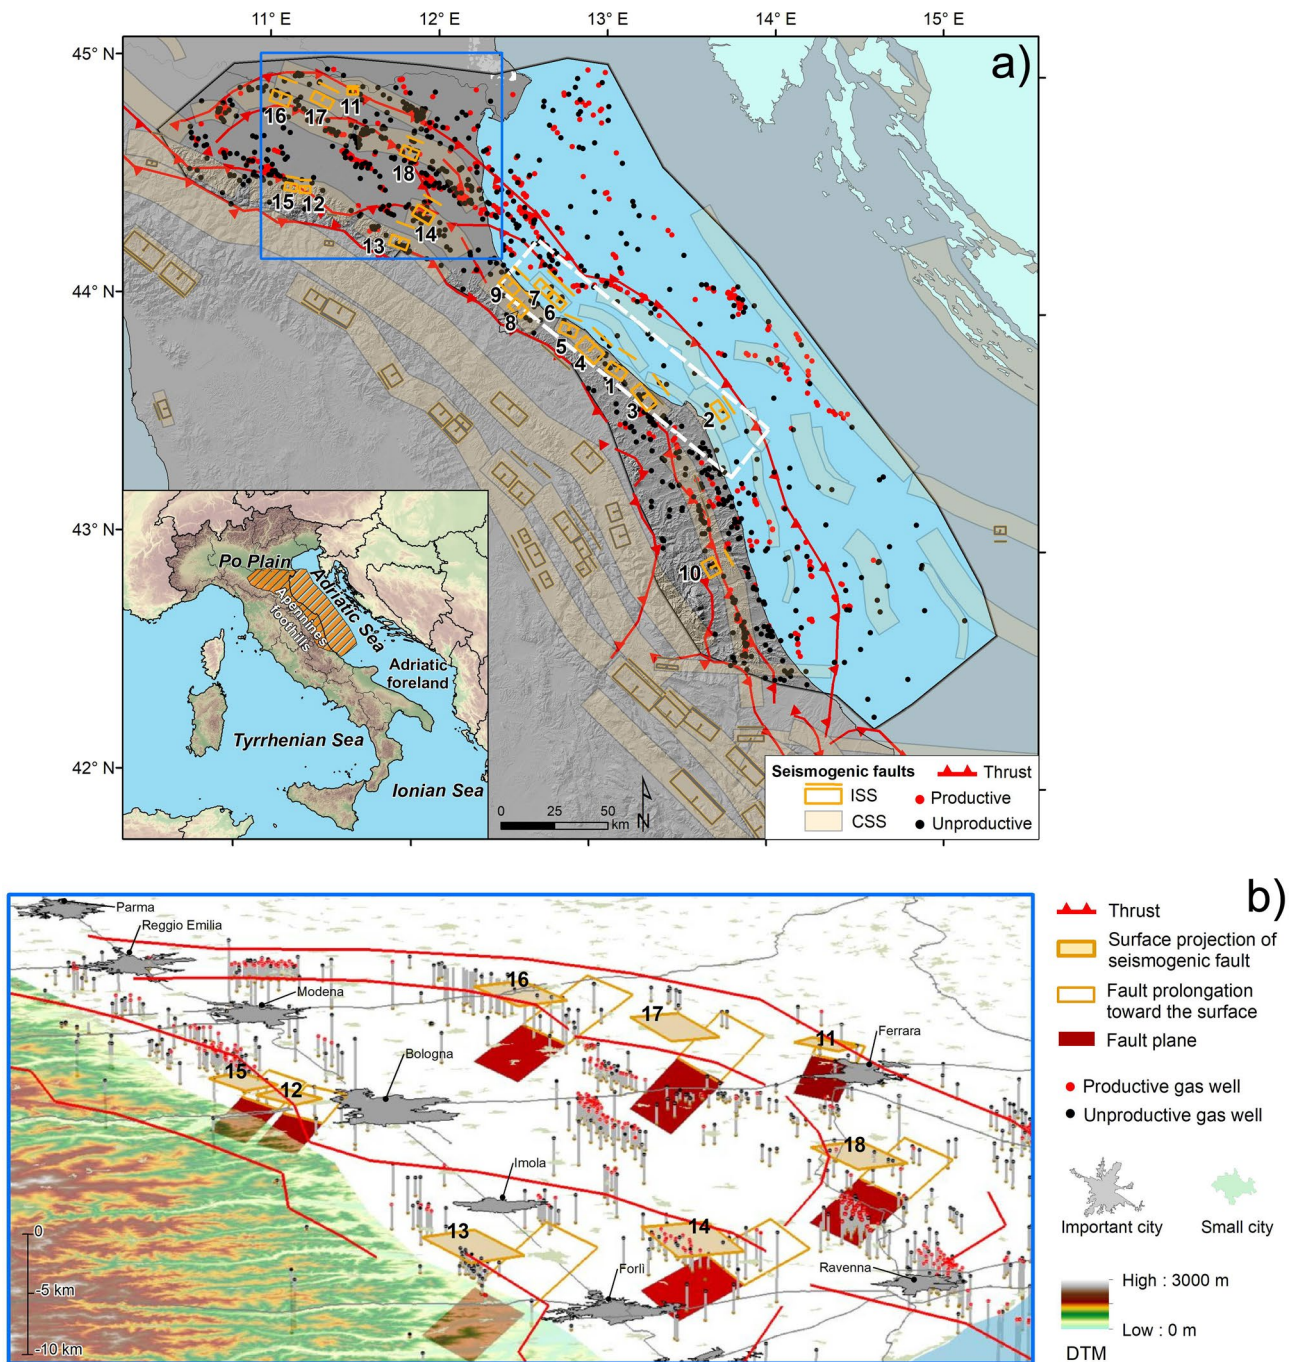 11° E 12° E 13° E 14° E 15° E
a)
45° N
44° N
43° N
42° N
16
17
11
18
15
12
14
13
9
7
6
8
5
4
1
3
2
10
Po Plain
Adriatic Sea
Apennines
foothills
Adriatic
foreland
Tyrrhenian Sea
Ionian Sea
N
0 25 50
km
Seismogenic faults
ISS
CSS
Thrust
Productive
Unproductive
b)
Parma
Reggio Emilia
Modena
Bologna
Imola
Forlì
Ferrara
Ravenna
16
17
11
15
12
18
13
14
0
-5 km
-10 km
Thrust
Surface projection of
seismogenic fault
Fault prolongation
toward the surface
Fault plane
Productive gas well
Unproductive gas well
Important city
Small city
High : 3000 m
Low : 0 m
DTM